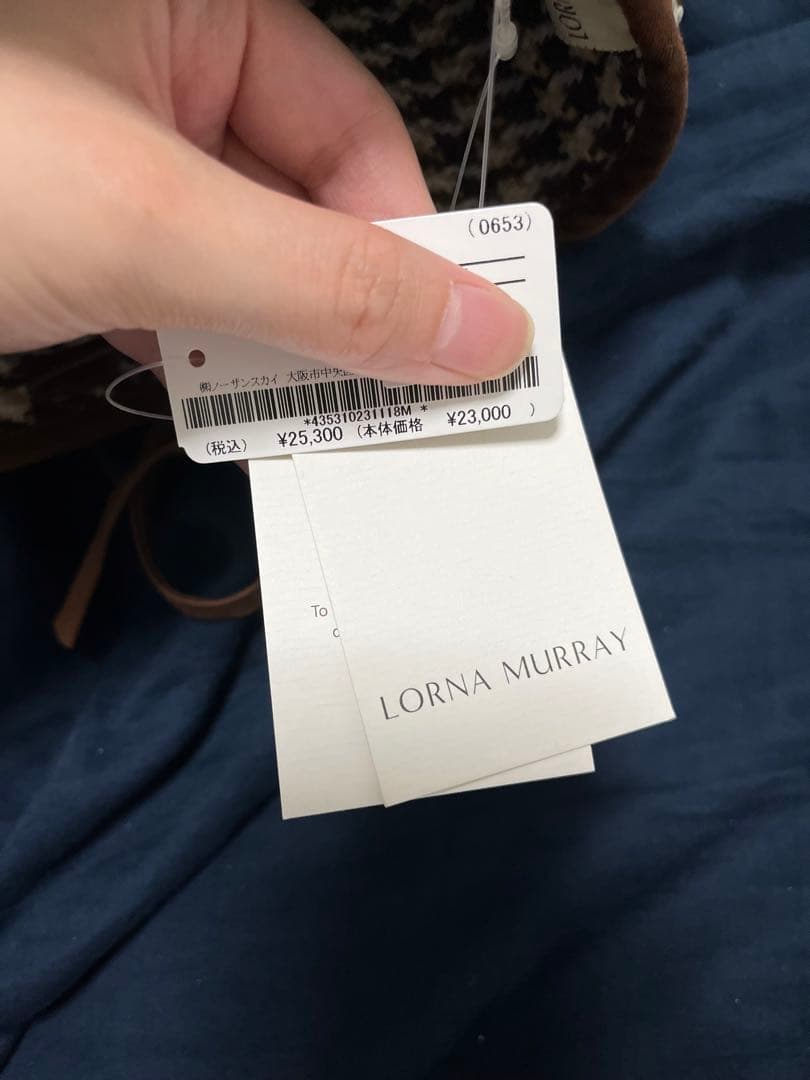 LOR
(0653)
㈱ノーザンスカイ 大阪市中央
*435310231118M *
(税込) ¥25,300 (本体価格 ¥23,000 )
To
LORNA MURRAY